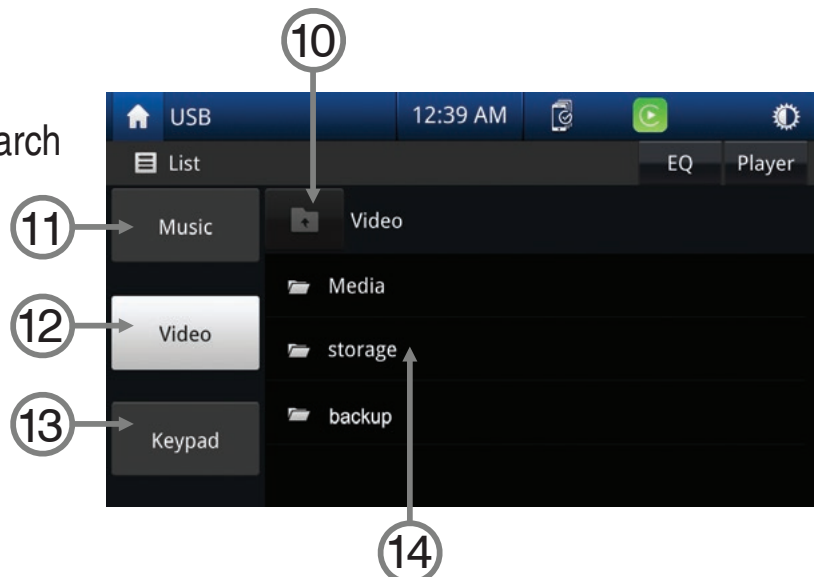 10
USB 12:39 AM
arch
List EQ Player
11 Music Video
Media
12 Video storage
13 Keypad backup
14